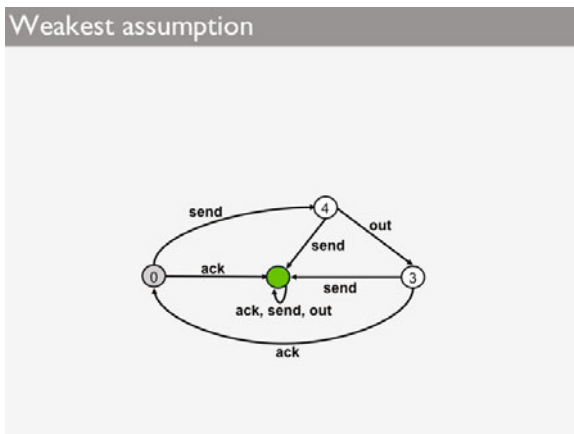 Weakest assumption
send
4
out
send
0
ack
send
3
ack, send, out
ack